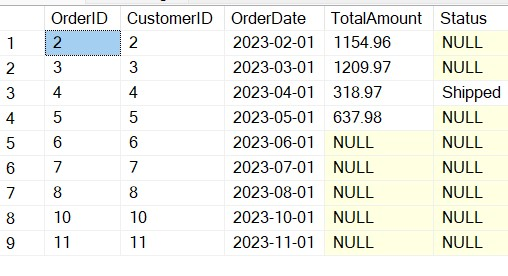 OrderID CustomerID OrderDate TotalAmount Status
1 2 2 2023-02-01 1154.96 NULL
2 3 3 2023-03-01 1209.97 NULL
3 4 4 2023-04-01 318.97 Shipped
4 5 5 2023-05-01 637.98 NULL
5 6 6 2023-06-01 NULL NULL
6 7 7 2023-07-01 NULL NULL
7 8 8 2023-08-01 NULL NULL
8 10 10 2023-10-01 NULL NULL
9 11 11 2023-11-01 NULL NULL